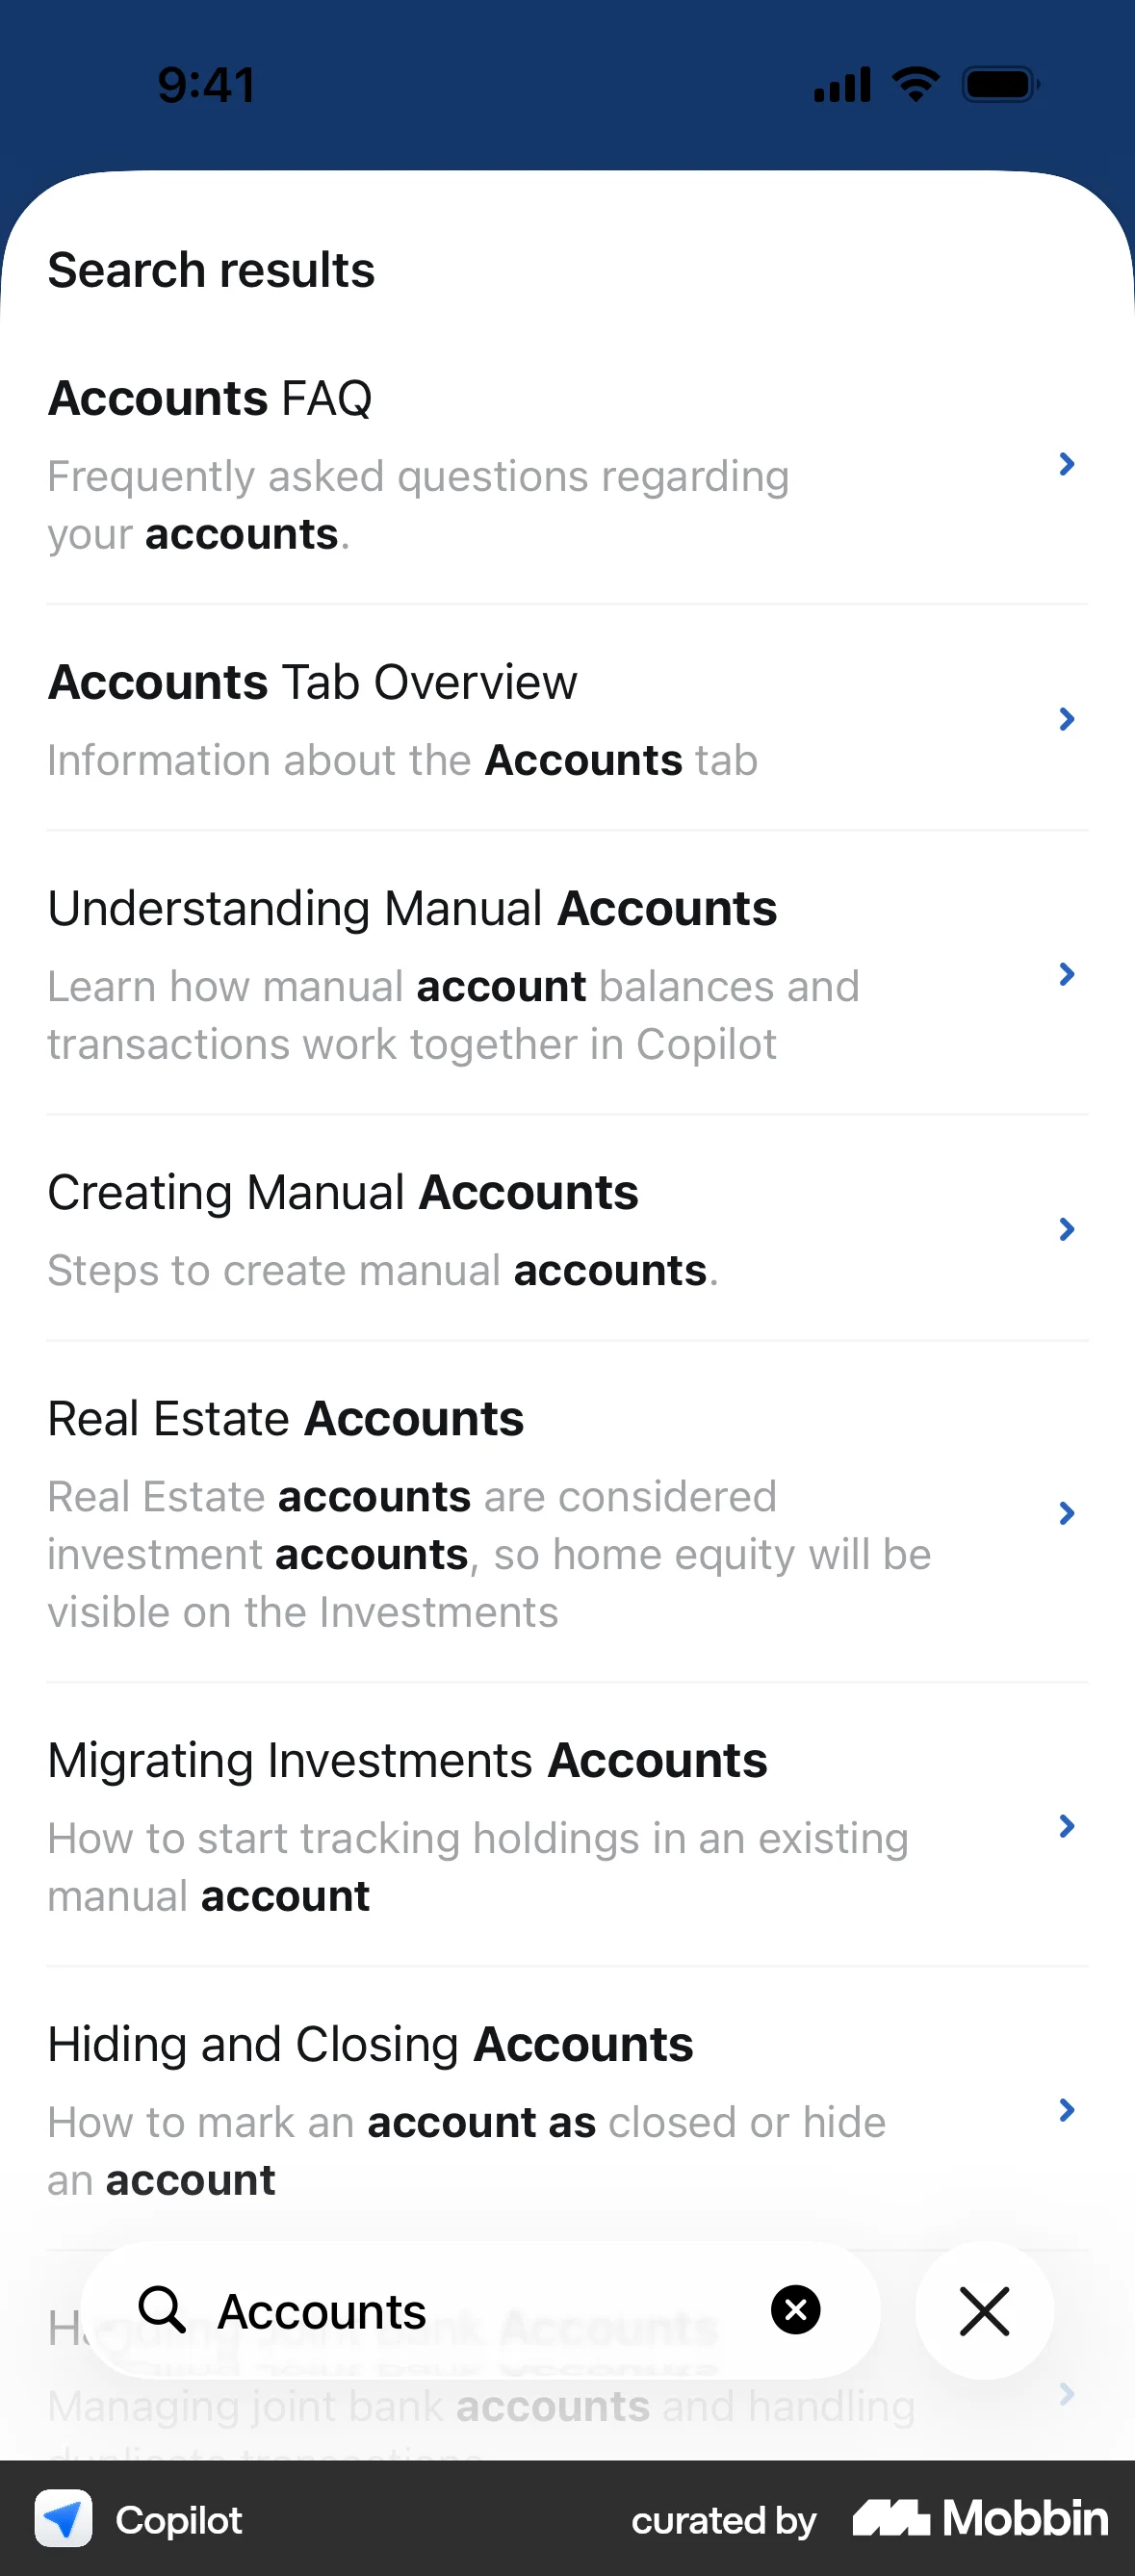 9:41
Search results
Accounts FAQ
Frequently asked questions regarding
your accounts.
Accounts Tab Overview
Information about the Accounts tab
Understanding Manual Accounts
Learn how manual account balances and
transactions work together in Copilot
Creating Manual Accounts
Steps to create manual accounts.
Real Estate Accounts
Real Estate accounts are considered
investment accounts, so home equity will be
visible on the Investments
Migrating Investments Accounts
How to start tracking holdings in an existing
manual account
Hiding and Closing Accounts
How to mark an account as closed or hide
an account
Accounts
Joint Bank Accounts
Managing joint bank accounts and handling
duplicate transactions
Copilot
curated by Mobbin